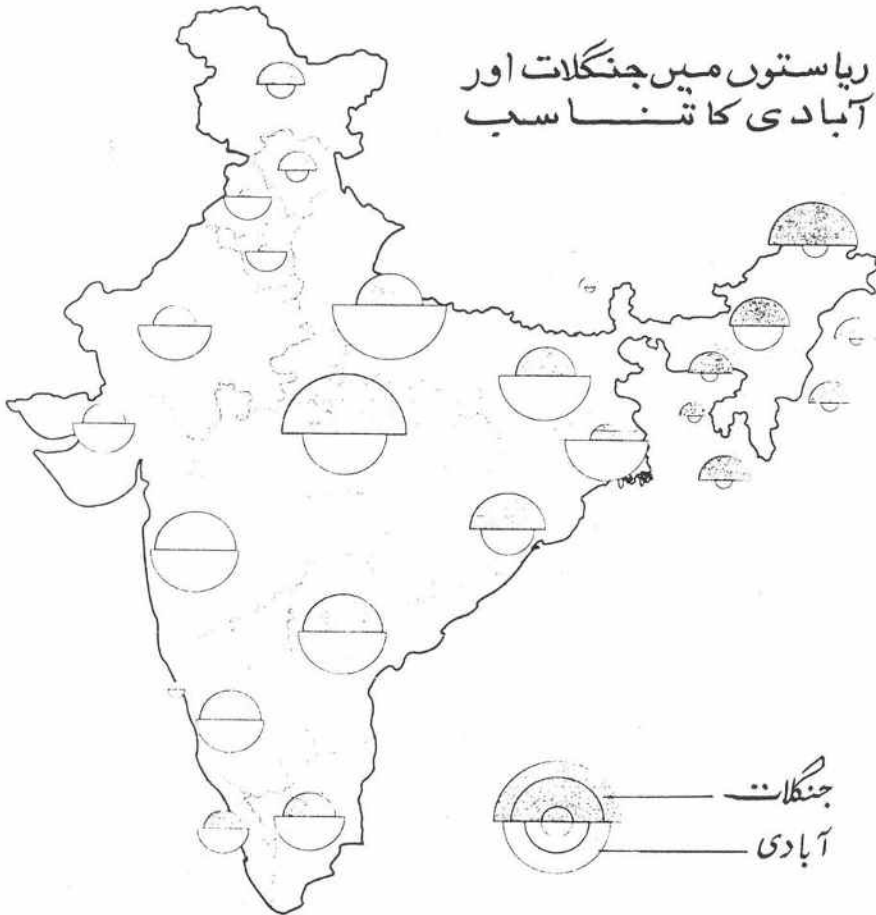 ریاستوں میں جنگلات اور
آبادی کا تناسب
جنگلات
آبادی